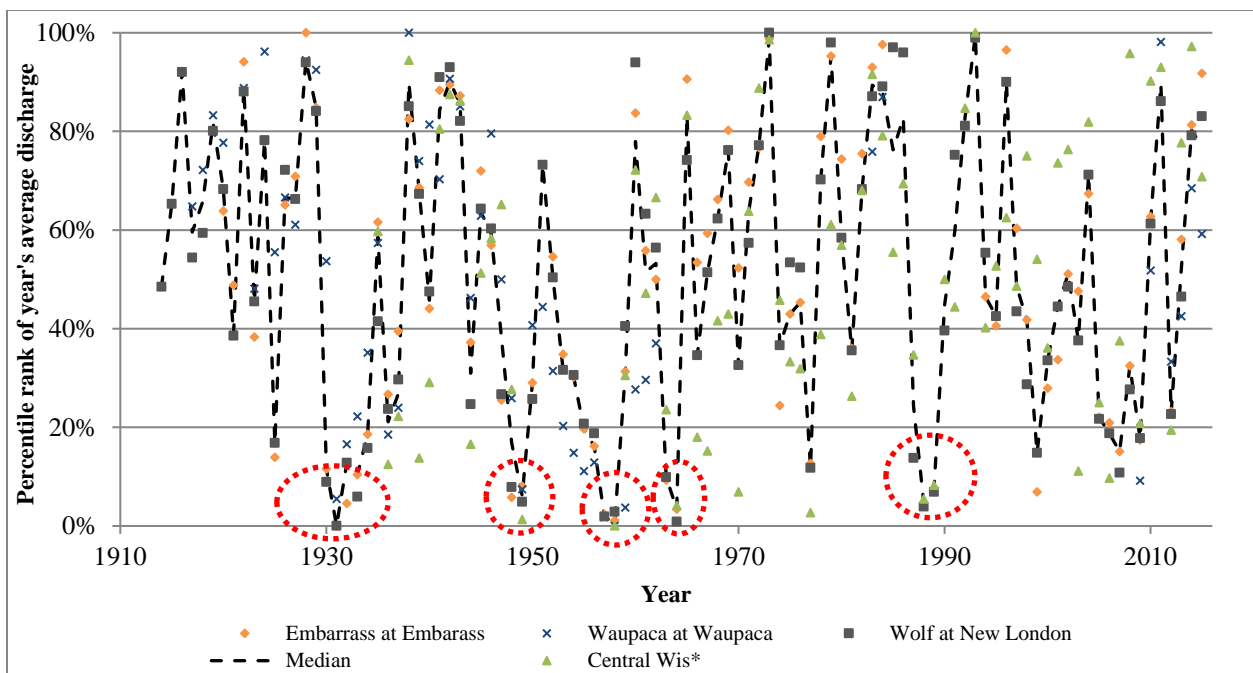 100%
80%
60%
40%
20%
0%
Percentile rank of year's average discharge
1910 1930 1950 1970 1990 2010
Year
Embarrass at Embarass Waupaca at Waupaca Wolf at New London
Median Central Wis*